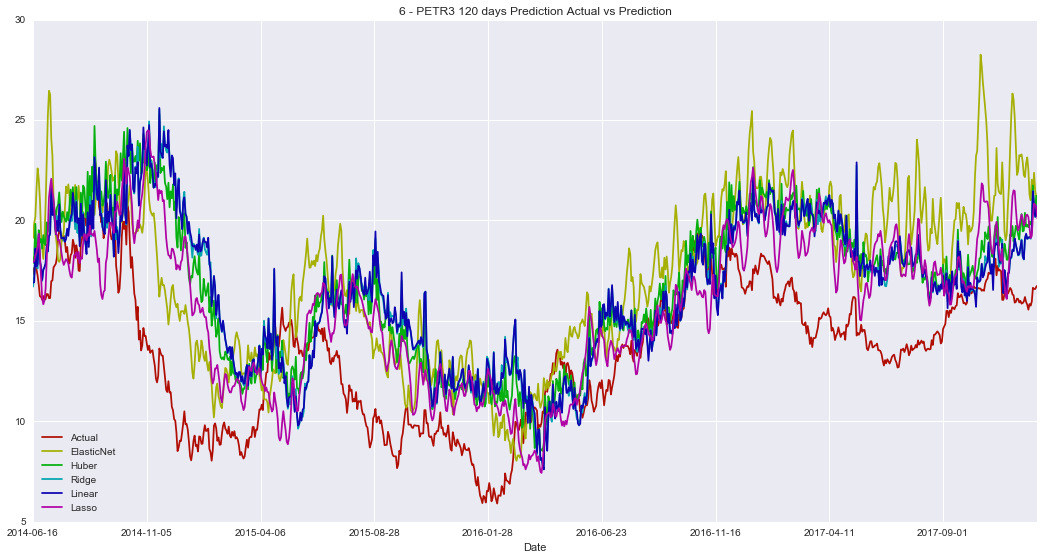 6 - PETR3 120 days Prediction Actual vs Prediction
30
25
20
15
10
5
Actual
ElasticNet
Huber
Ridge
Linear
Lasso
2014-06-16 2014-11-05 2015-04-06 2015-08-28 2016-01-28 2016-06-23 2016-11-16 2017-04-11 2017-09-01
Date